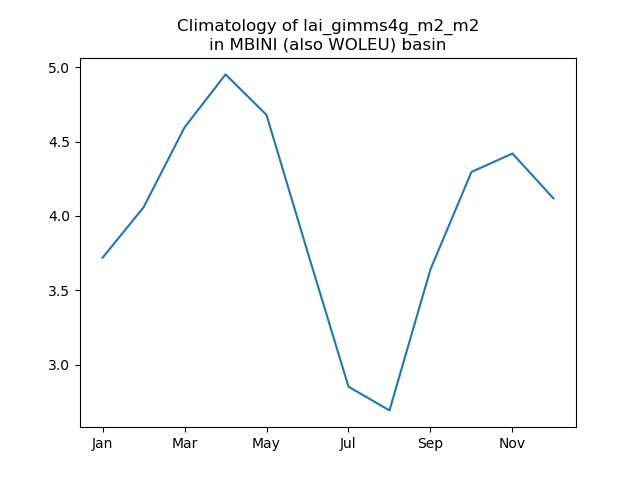 Climatology of lai_gimms4g_m2_m2
in MBINI (also WOLEU) basin
5.0
4.5
4.0
3.5
3.0
Jan Mar May Jul Sep Nov